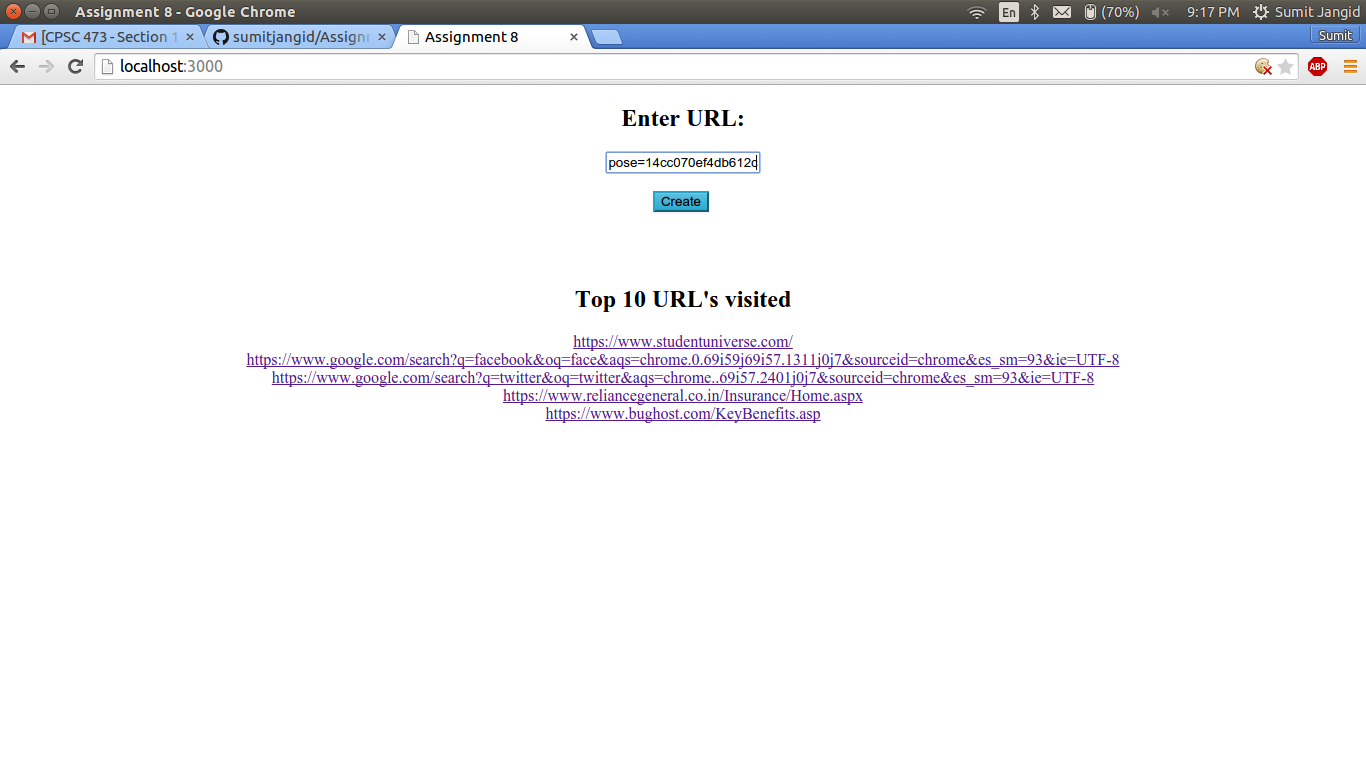 Assignment 8 - Google Chrome
En
(70%)
9:17 PM
Sumit Jangid
[CPSC 473 - Section 1
sumitjangid/Assign
Assignment 8
Sumit
localhost:3000
ABP
Enter URL:
pose=14cc070ef4db612c
Create
Top 10 URL's visited
https://www.studentuniverse.com/
https://www.google.com/search?q=facebook&oq=face&aqs=chrome.0.69i59j69i57.1311j0j7&sourceid=chrome&es_sm=93&ie=UTF-8
https://www.google.com/search?q=twitter&oq=twitter&aqs=chrome..69i57.2401j0j7&sourceid=chrome&es_sm=93&ie=UTF-8
https://www.reliancegeneral.co.in/Insurance/Home.aspx
https://www.bughost.com/KeyBenefits.asp